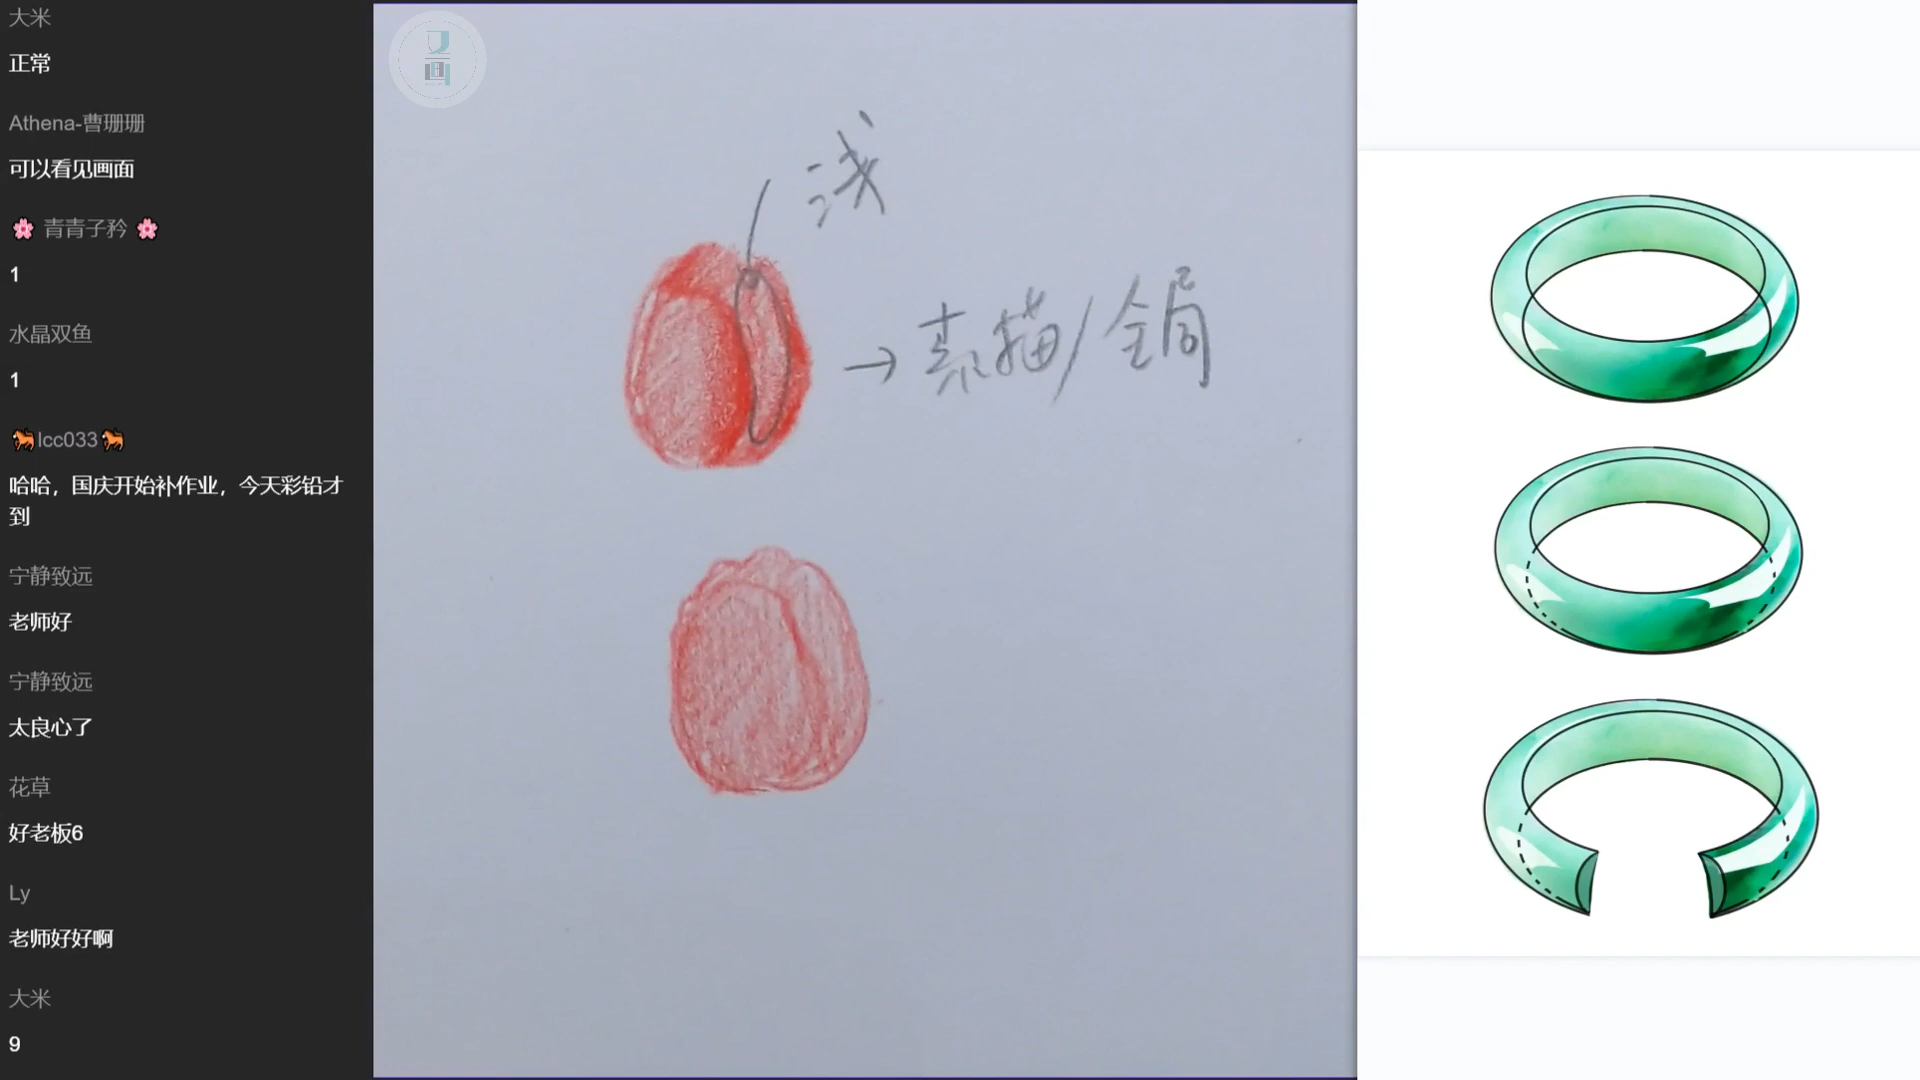 大米
正常
Athena-曹珊珊
可以看见画面
🌸 青青子矜 🌸
1
水晶双鱼
1
🐅lcc033🐅
哈哈，国庆开始补作业，今天彩铅才
到
宁静致远
老师好
宁静致远
太良心了
花草
好老板6
Ly
老师好好啊
大米
9
浅
→素描/全局